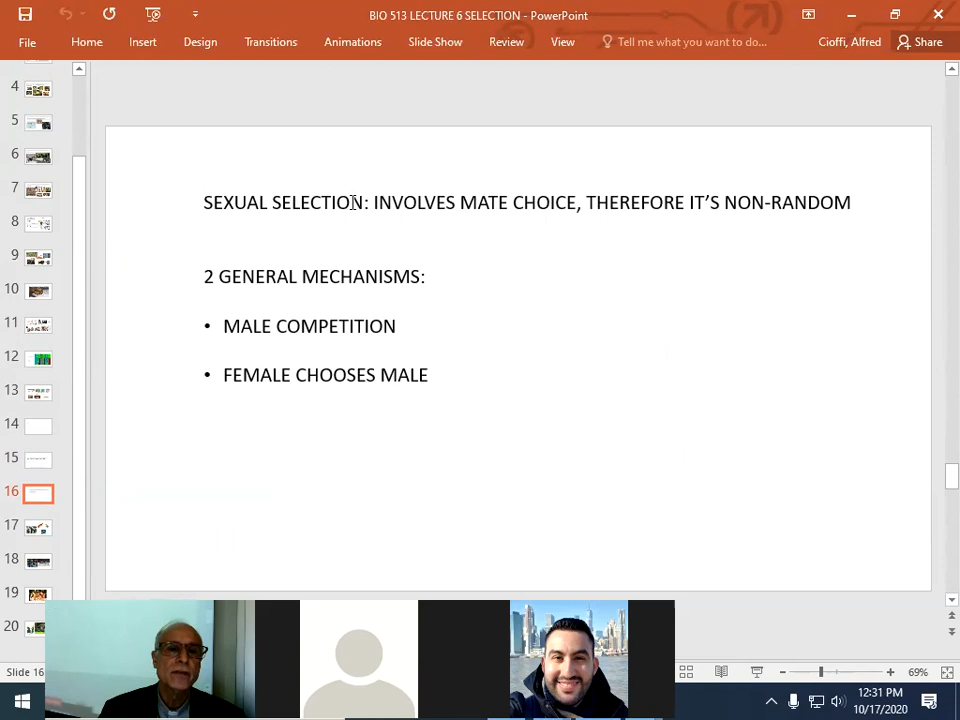 BIO 513 LECTURE 6 SELECTION - PowerPoint
File Home Insert Design Transitions Animations Slide Show Review View Tell me what you want to do... Cioffi, Alfred Share
4
5
6
7
8
9
10
11
12
13
14
15
16
17
18
19
20
SEXUAL SELECTION: INVOLVES MATE CHOICE, THEREFORE IT'S NON-RANDOM
2 GENERAL MECHANISMS:
• MALE COMPETITION
• FEMALE CHOOSES MALE
Slide 16
69%
12:31 PM
10/17/2020